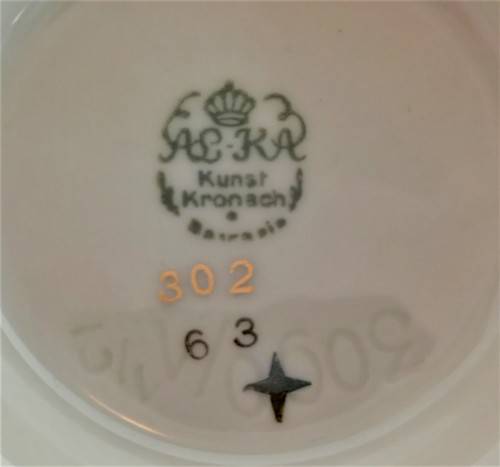 AL-KA
Kunst
Kronach
Bavaria
302
63